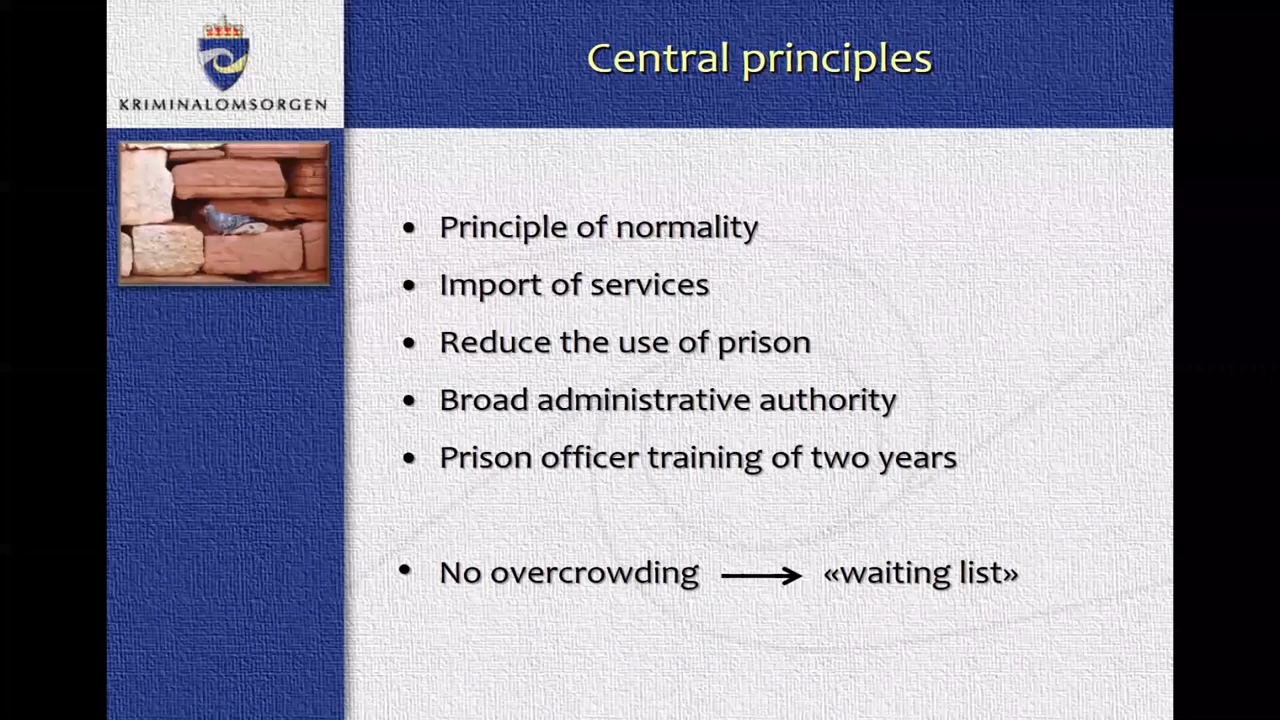 KRIMINALOMSORGEN
Central principles
• Principle of normality
• Import of services
• Reduce the use of prison
• Broad administrative authority
• Prison officer training of two years
• No overcrowding → «waiting list»